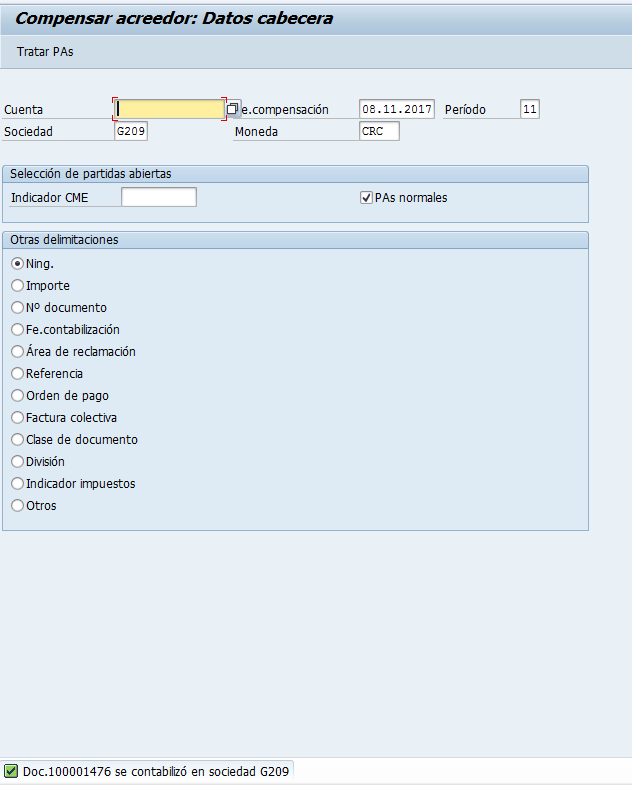 Compensar acreedor: Datos cabecera
Tratar PAs
Cuenta e.compensación 08.11.2017 Período 11
Sociedad G209 Moneda CRC
Selección de partidas abiertas
Indicador CME PAs normales
Otras delimitaciones
Ning.
Importe
Nº documento
Fe.contabilización
Área de reclamación
Referencia
Orden de pago
Factura colectiva
Clase de documento
División
Indicador impuestos
Otros
Doc.100001476 se contabilizó en sociedad G209